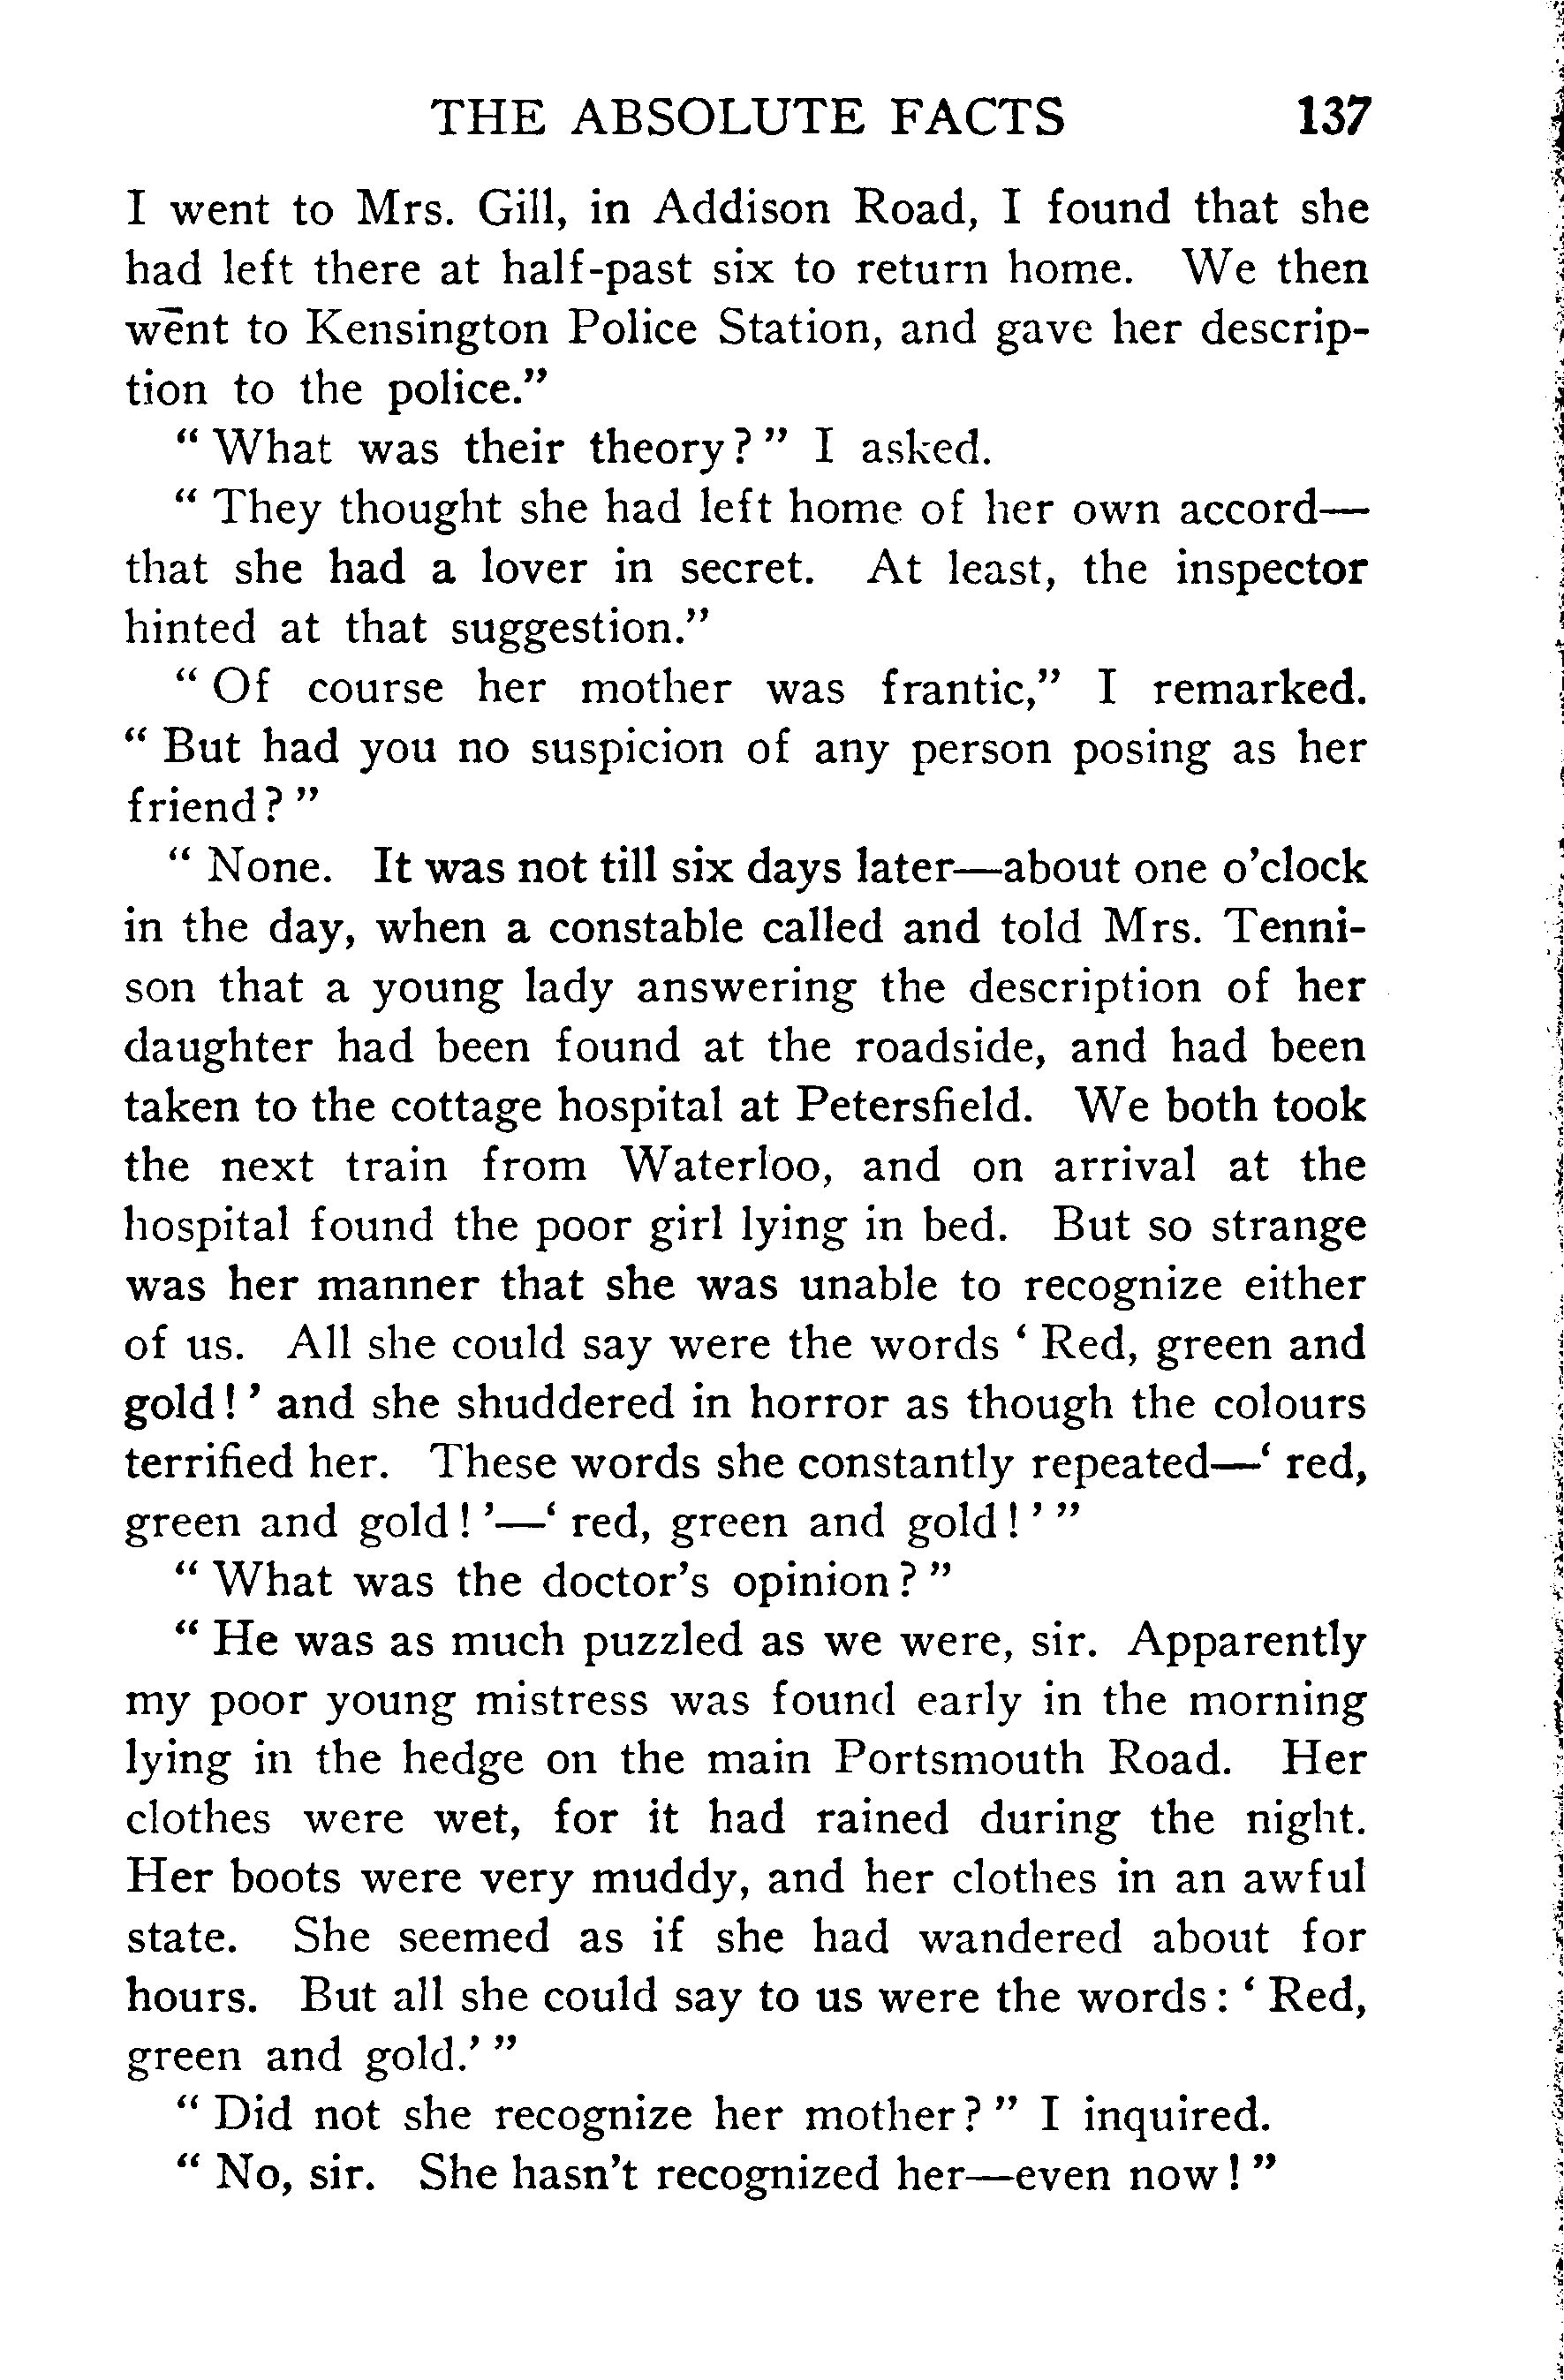 THE ABSOLUTE FACTS 137
I went to Mrs. Gill, in Addison Road, I found that she
had left there at half-past six to return home. We then
went to Kensington Police Station, and gave her descrip-
tion to the police."
"What was their theory?" I asked.
"They thought she had left home of her own accord—
that she had a lover in secret. At least, the inspector
hinted at that suggestion."
"Of course her mother was frantic," I remarked.
"But had you no suspicion of any person posing as her
friend?"
"None. It was not till six days later—about one o'clock
in the day, when a constable called and told Mrs. Tenni-
son that a young lady answering the description of her
daughter had been found at the roadside, and had been
taken to the cottage hospital at Petersfield. We both took
the next train from Waterloo, and on arrival at the
hospital found the poor girl lying in bed. But so strange
was her manner that she was unable to recognize either
of us. All she could say were the words 'Red, green and
gold!' and she shuddered in horror as though the colours
terrified her. These words she constantly repeated—'red,
green and gold!'—'red, green and gold!'"
"What was the doctor's opinion?"
"He was as much puzzled as we were, sir. Apparently
my poor young mistress was found early in the morning
lying in the hedge on the main Portsmouth Road. Her
clothes were wet, for it had rained during the night.
Her boots were very muddy, and her clothes in an awful
state. She seemed as if she had wandered about for
hours. But all she could say to us were the words: 'Red,
green and gold.'"
"Did not she recognize her mother?" I inquired.
"No, sir. She hasn't recognized her—even now!"